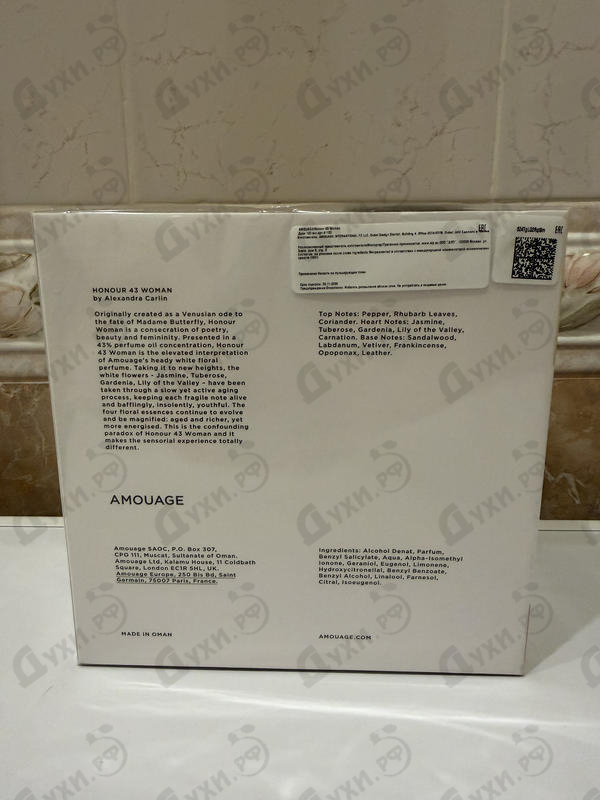 AMOUAGE Honour 43 Woman
EAC
HONOUR 43 WOMAN
by Alexandra Carlin
Originally created as a Venusian ode to
the fate of Madame Butterfly, Honour
Woman is a consecration of poetry,
beauty and femininity. Presented in a
43% perfume oil concentration, Honour
43 Woman is the elevated interpretation
of Amouage's heady white floral
perfume. Taking it to new heights, the
white flowers - Jasmine, Tuberose,
Gardenia, Lily of the Valley - have been
taken through a slow yet active aging
process, keeping each fragile note alive
and bafflingly, insolently, youthful. The
four floral essences continue to evolve
and be magnified: aged and richer, yet
more energised. This is the confounding
paradox of Honour 43 Woman and it
makes the sensorial experience totally
different.
Top Notes: Pepper, Rhubarb Leaves,
Coriander. Heart Notes: Jasmine,
Tuberose, Gardenia, Lily of the Valley,
Carnation. Base Notes: Sandalwood,
Labdanum, Vetiver, Frankincense,
Opoponax, Leather.
AMOUAGE
Amouage SAOC, P.O. Box 307,
CPO 111, Muscat, Sultanate of Oman.
Amouage Ltd, Kalamu House, 11 Coldbath
Square, London EC1R 5HL, UK.
Amouage Europe, 250 Bis Bd, Saint
Germain, 75007 Paris, France.
Ingredients: Alcohol Denat, Parfum,
Benzyl Salicylate, Aqua, Alpha-Isomethyl
Ionone, Geraniol, Eugenol, Limonene,
Hydroxycitronellal, Benzyl Benzoate,
Benzyl Alcohol, Linalool, Farnesol,
Citral, Isoeugenol.
MADE IN OMAN
AMOUAGE.COM
Духи.рф